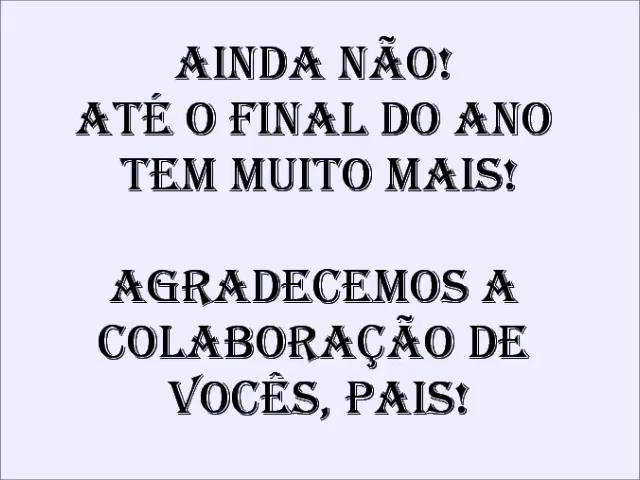 AINDA NÃO!
ATÉ O FINAL DO ANO
TEM MUITO MAIS!
AGRADECEMOS A
COLABORAÇÃO DE
VOCÊS, PAIS!